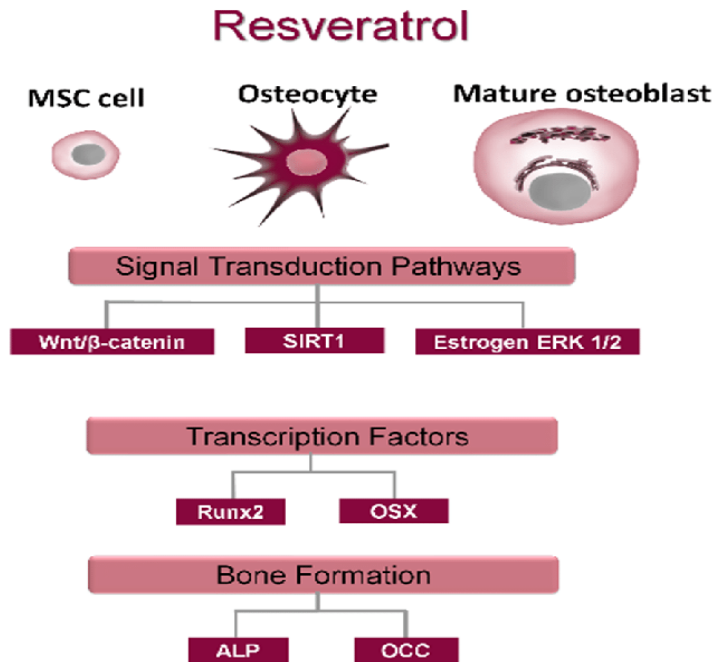 Resveratrol
MSC cell
Osteocyte
Mature osteoblast
Signal Transduction Pathways
Wnt/β-catenin
SIRT1
Estrogen ERK 1/2
Transcription Factors
Runx2
OSX
Bone Formation
ALP
OCC